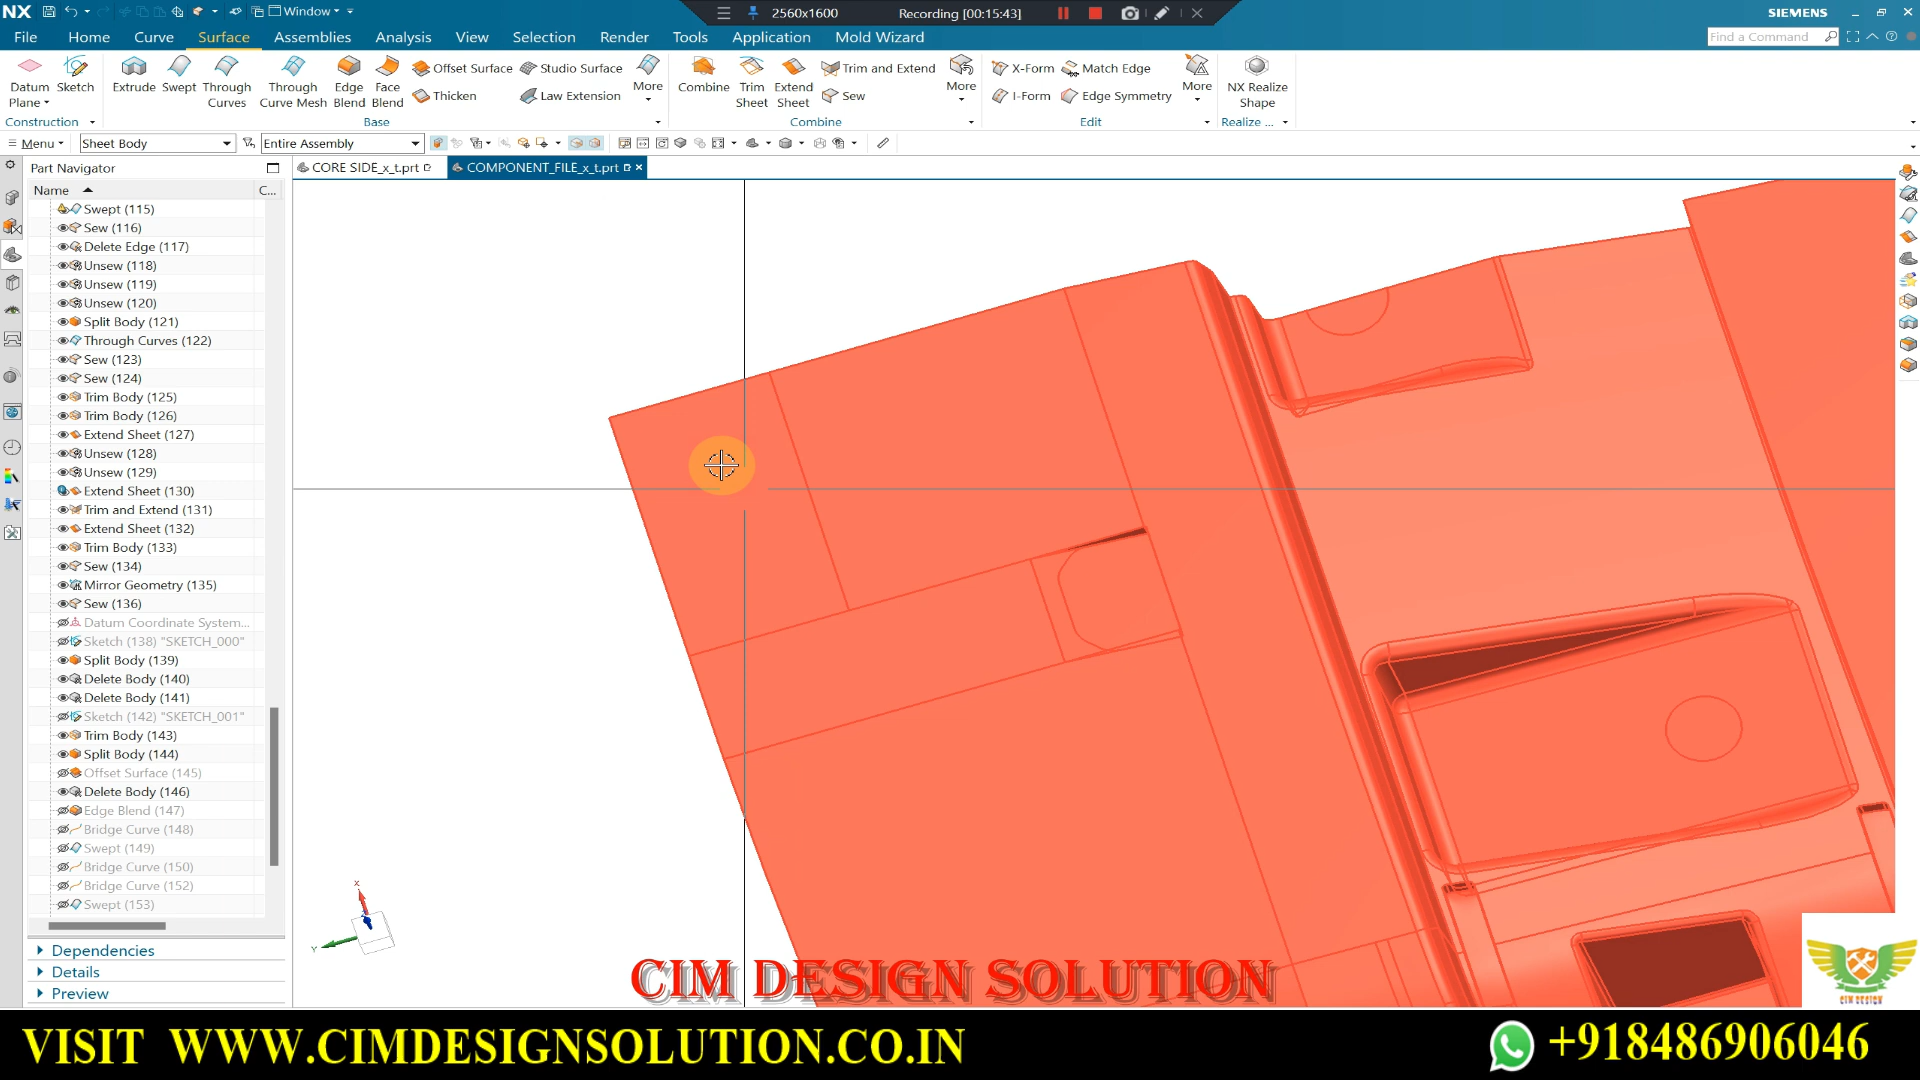 NX Window 2560x1600 Recording [00:15:43] SIEMENS
File Home Curve Surface Assemblies Analysis View Selection Render Tools Application Mold Wizard Find a Command
Datum Plane Sketch Extrude Swept Through Curves Through Curve Mesh Edge Blend Face Blend Offset Surface Thicken Studio Surface Law Extension More Combine Trim Sheet Extend Sheet Trim and Extend Sew More X-Form I-Form Match Edge Edge Symmetry More NX Realize Shape
Construction Base Combine Edit Realize ...
Menu Sheet Body Entire Assembly
Part Navigator CORE SIDE_x_t.prt COMPONENT_FILE_x_t.prt
Name C...
Swept (115)
Sew (116)
Delete Edge (117)
Unsew (118)
Unsew (119)
Unsew (120)
Split Body (121)
Through Curves (122)
Sew (123)
Sew (124)
Trim Body (125)
Trim Body (126)
Extend Sheet (127)
Unsew (128)
Unsew (129)
Extend Sheet (130)
Trim and Extend (131)
Extend Sheet (132)
Trim Body (133)
Sew (134)
Mirror Geometry (135)
Sew (136)
Datum Coordinate System...
Sketch (138) "SKETCH_000"
Split Body (139)
Delete Body (140)
Delete Body (141)
Sketch (142) "SKETCH_001"
Trim Body (143)
Split Body (144)
Offset Surface (145)
Delete Body (146)
Edge Blend (147)
Bridge Curve (148)
Swept (149)
Bridge Curve (150)
Bridge Curve (152)
Swept (153)
Dependencies
Details
Preview
X
Y
CIM DESIGN SOLUTION
CIM DESIGN
VISIT WWW.CIMDESIGNSOLUTION.CO.IN +918486906046